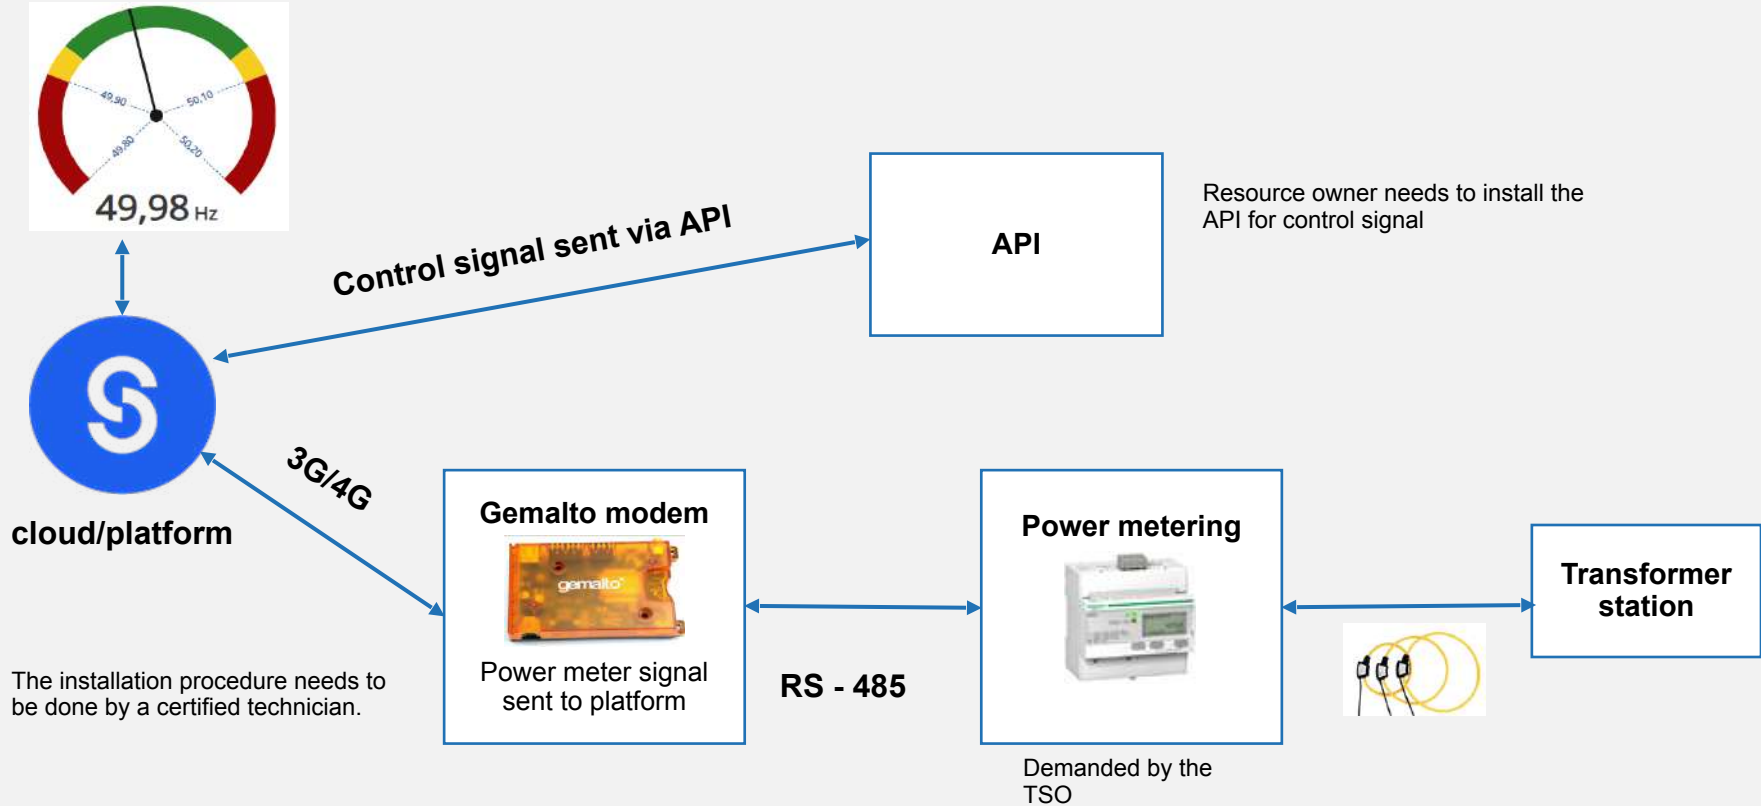 49,90
50,10
49,80
50,20
49,98 Hz
Control signal sent via API
API
Resource owner needs to install the
API for control signal
S
3G/4G
cloud/platform
Gemalto modem
gemalto
Power meter signal
sent to platform
RS - 485
Power metering
Transformer
station
The installation procedure needs to
be done by a certified technician.
Demanded by the
TSO